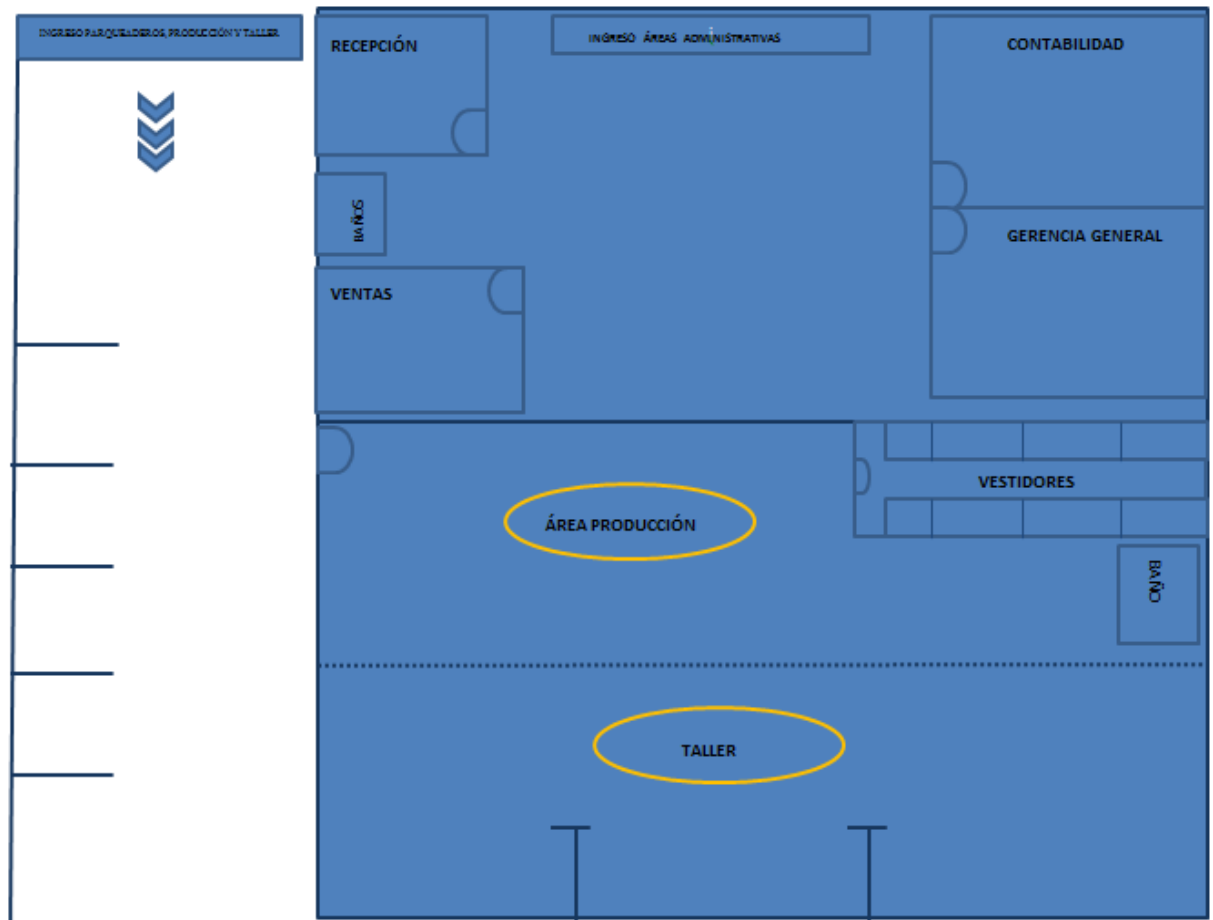 INGRESO PARQUEADEROS, PRODUCCIÓN Y TALLER
RECEPCIÓN
INGRESO ÁREAS ADMINISTRATIVAS
CONTABILIDAD
BAÑOS
GERENCIA GENERAL
VENTAS
VESTIDORES
ÁREA PRODUCCIÓN
BAÑO
TALLER